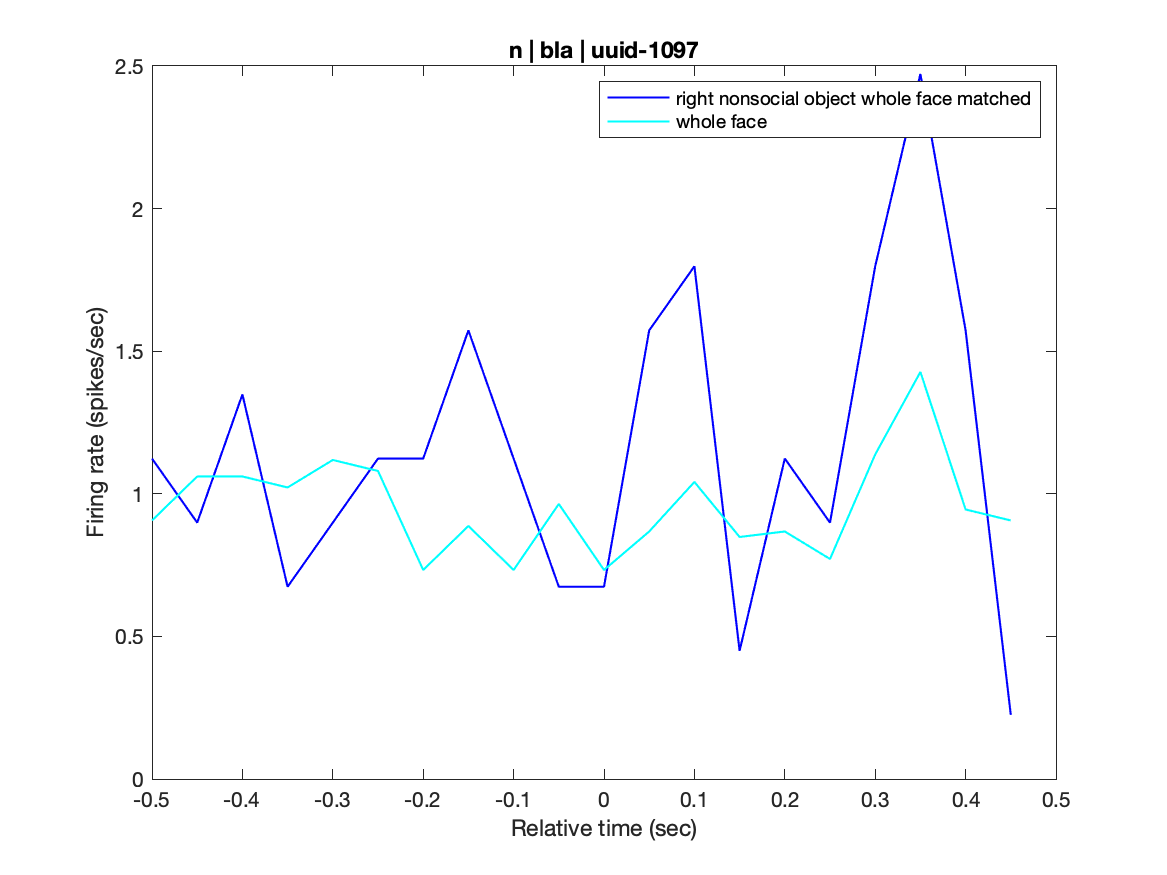 n | bla | uuid-1097
2.5
2
1.5
1
0.5
0
Firing rate (spikes/sec)
right nonsocial object whole face matched
whole face
-0.5 -0.4 -0.3 -0.2 -0.1 0 0.1 0.2 0.3 0.4 0.5
Relative time (sec)